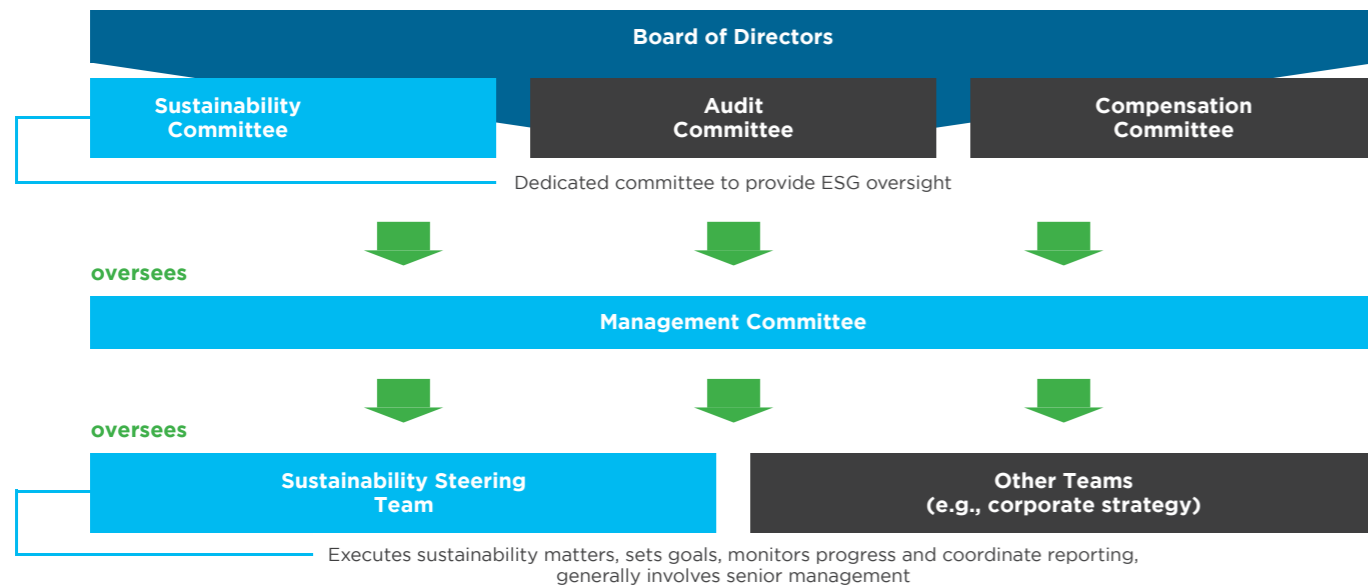 Board of Directors
Sustainability
Committee
Audit
Committee
Compensation
Committee
Dedicated committee to provide ESG oversight
oversees
Management Committee
oversees
Sustainability Steering
Team
Other Teams
(e.g., corporate strategy)
Executes sustainability matters, sets goals, monitors progress and coordinate reporting,
generally involves senior management